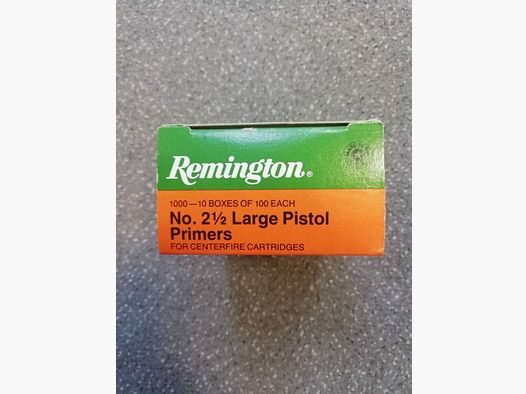 Remington®
1000—10 BOXES OF 100 EACH
No. 2½ Large Pistol
Primers
FOR CENTERFIRE CARTRIDGES